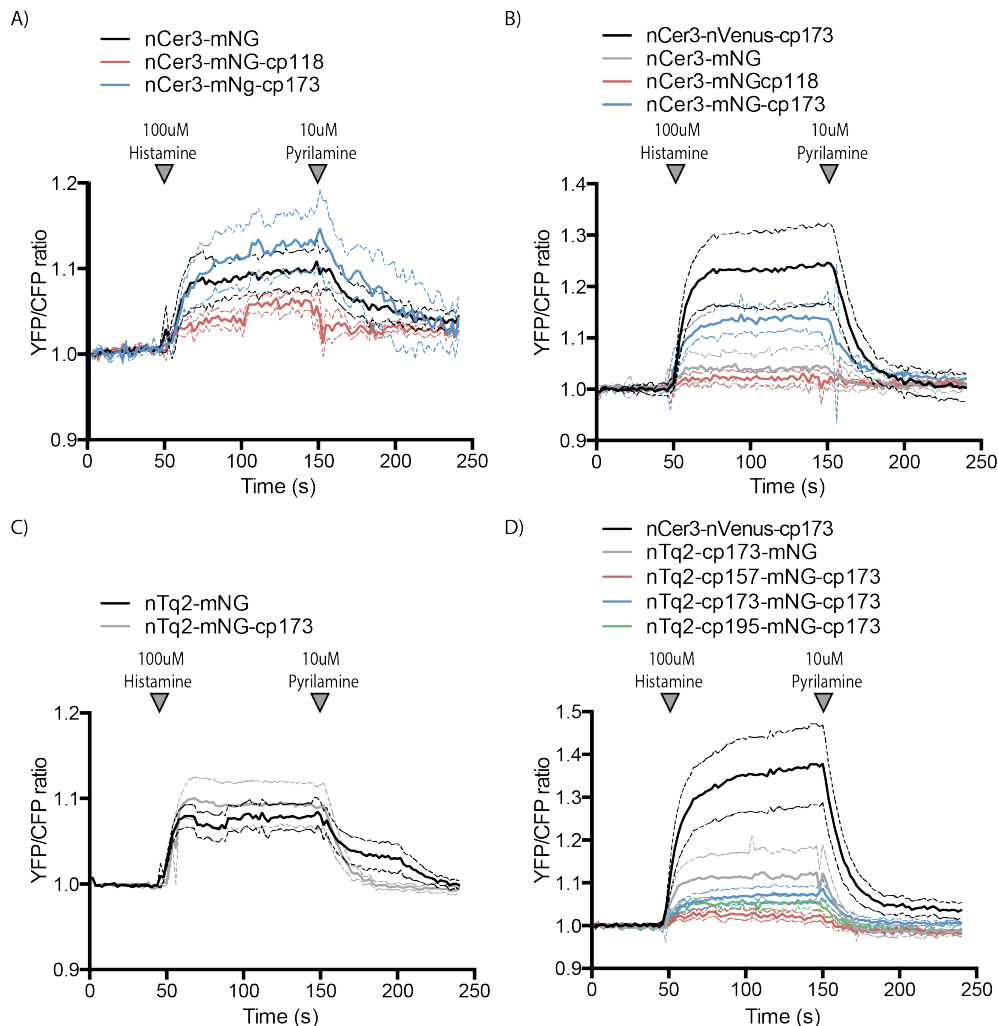 A)
nCer3-mNG
nCer3-mNG-cp118
nCer3-mNg-cp173
100uM
Histamine
10uM
Pyrilamine
1.2
1.1
1.0
0.9
YFP/CFP ratio
0 50 100 150 200 250
Time (s)
B)
nCer3-nVenus-cp173
nCer3-mNG
nCer3-mNGcp118
nCer3-mNG-cp173
100uM
Histamine
10uM
Pyrilamine
1.4
1.3
1.2
1.1
1.0
0.9
YFP/CFP ratio
0 50 100 150 200 250
Time (s)
C)
nTq2-mNG
nTq2-mNG-cp173
100uM
Histamine
10uM
Pyrilamine
1.2
1.1
1.0
0.9
YFP/CFP ratio
0 50 100 150 200 250
Time (s)
D)
nCer3-nVenus-cp173
nTq2-cp173-mNG
nTq2-cp157-mNG-cp173
nTq2-cp173-mNG-cp173
nTq2-cp195-mNG-cp173
100uM
Histamine
10uM
Pyrilamine
1.5
1.4
1.3
1.2
1.1
1.0
0.9
YFP/CFP ratio
0 50 100 150 200 250
Time (s)